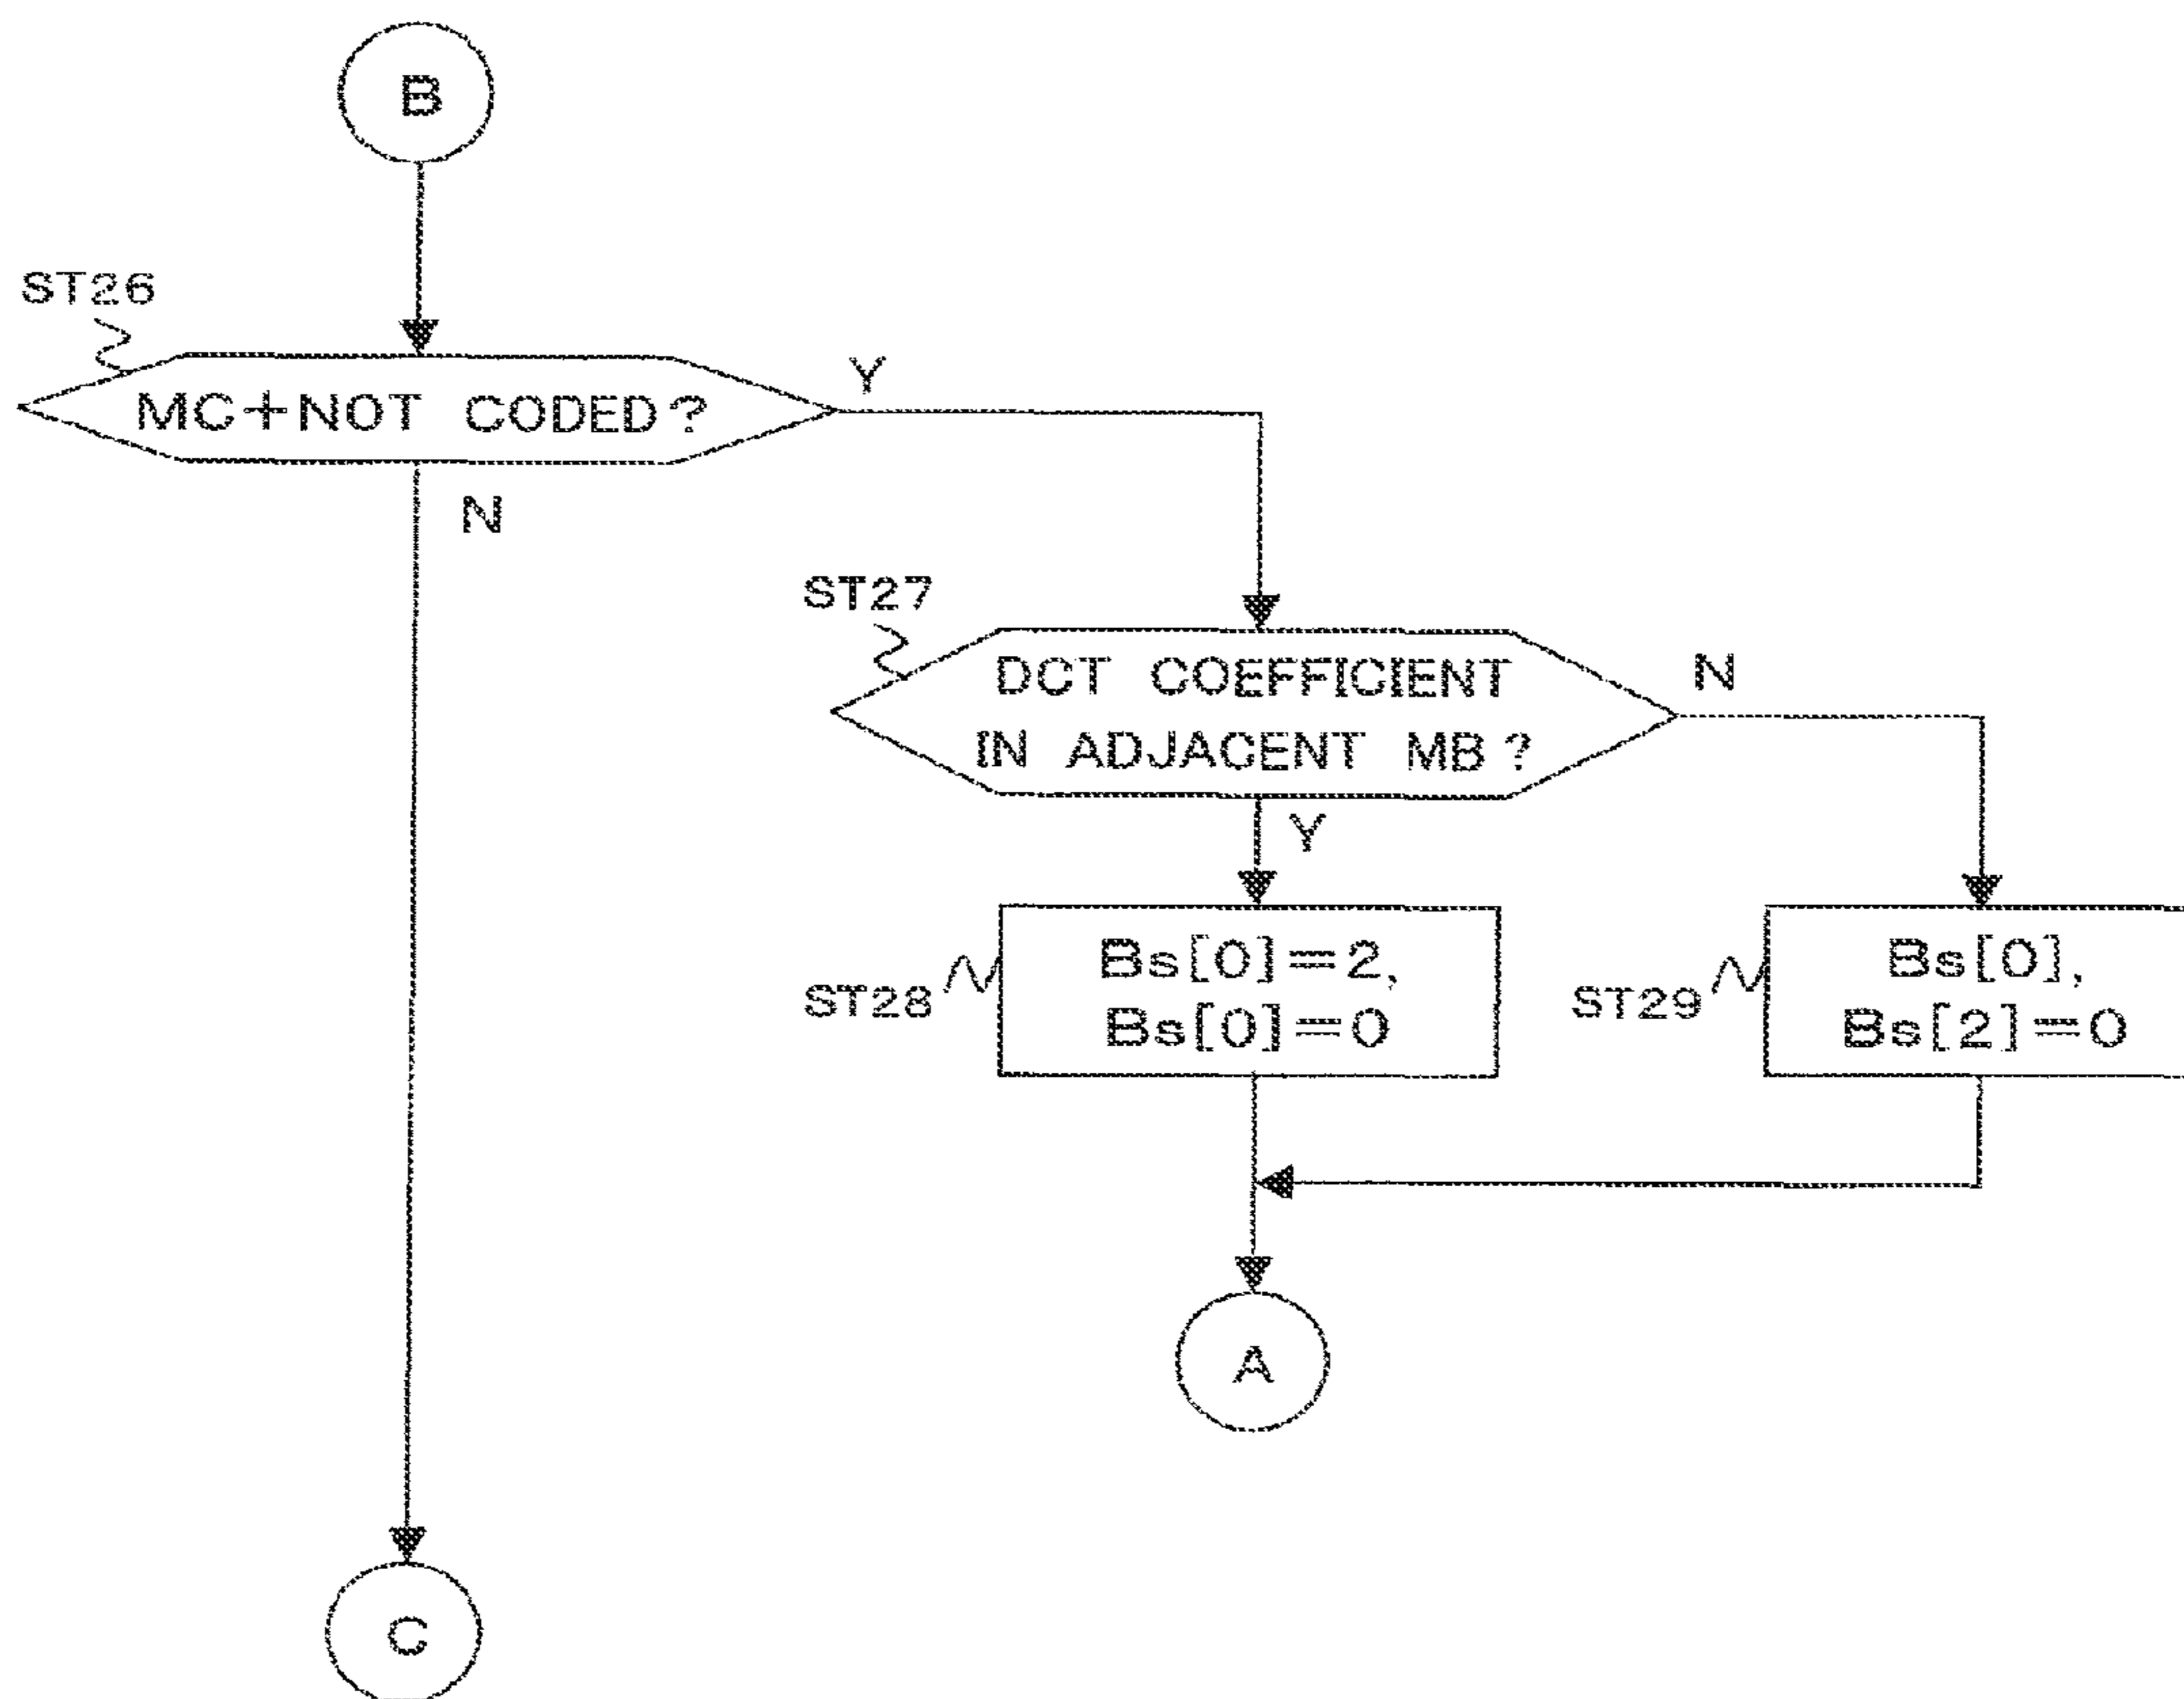 B
ST26
MC+NOT CODED?
Y
N
ST27
DCT COEFFICIENT
IN ADJACENT MB?
N
Y
ST28
Bs[0]=2,
Bs[0]=0
ST29
Bs[0],
Bs[2]=0
A
C